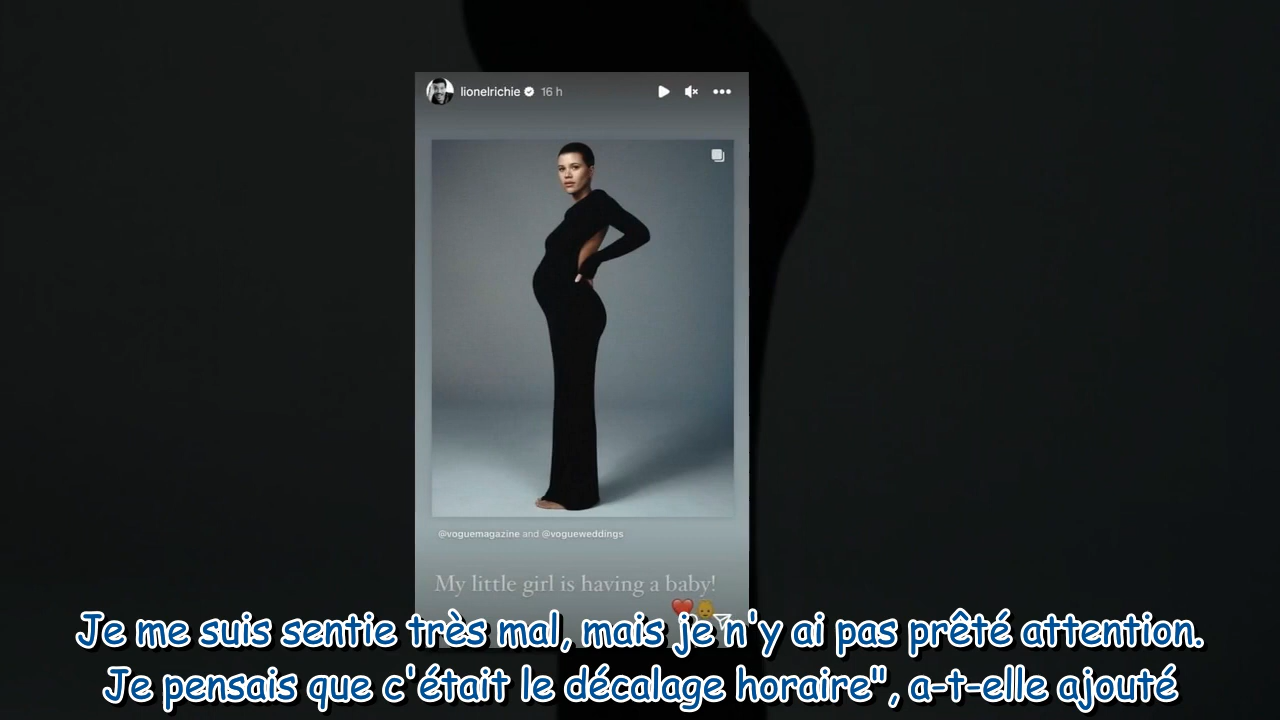 lionelrichie 16 h
@voguemagazine and @vogueweddings
My little girl is having a baby!
Je me suis sentie très mal, mais je n'y ai pas prêté attention.
Je pensais que c'était le décalage horaire", a-t-elle ajouté